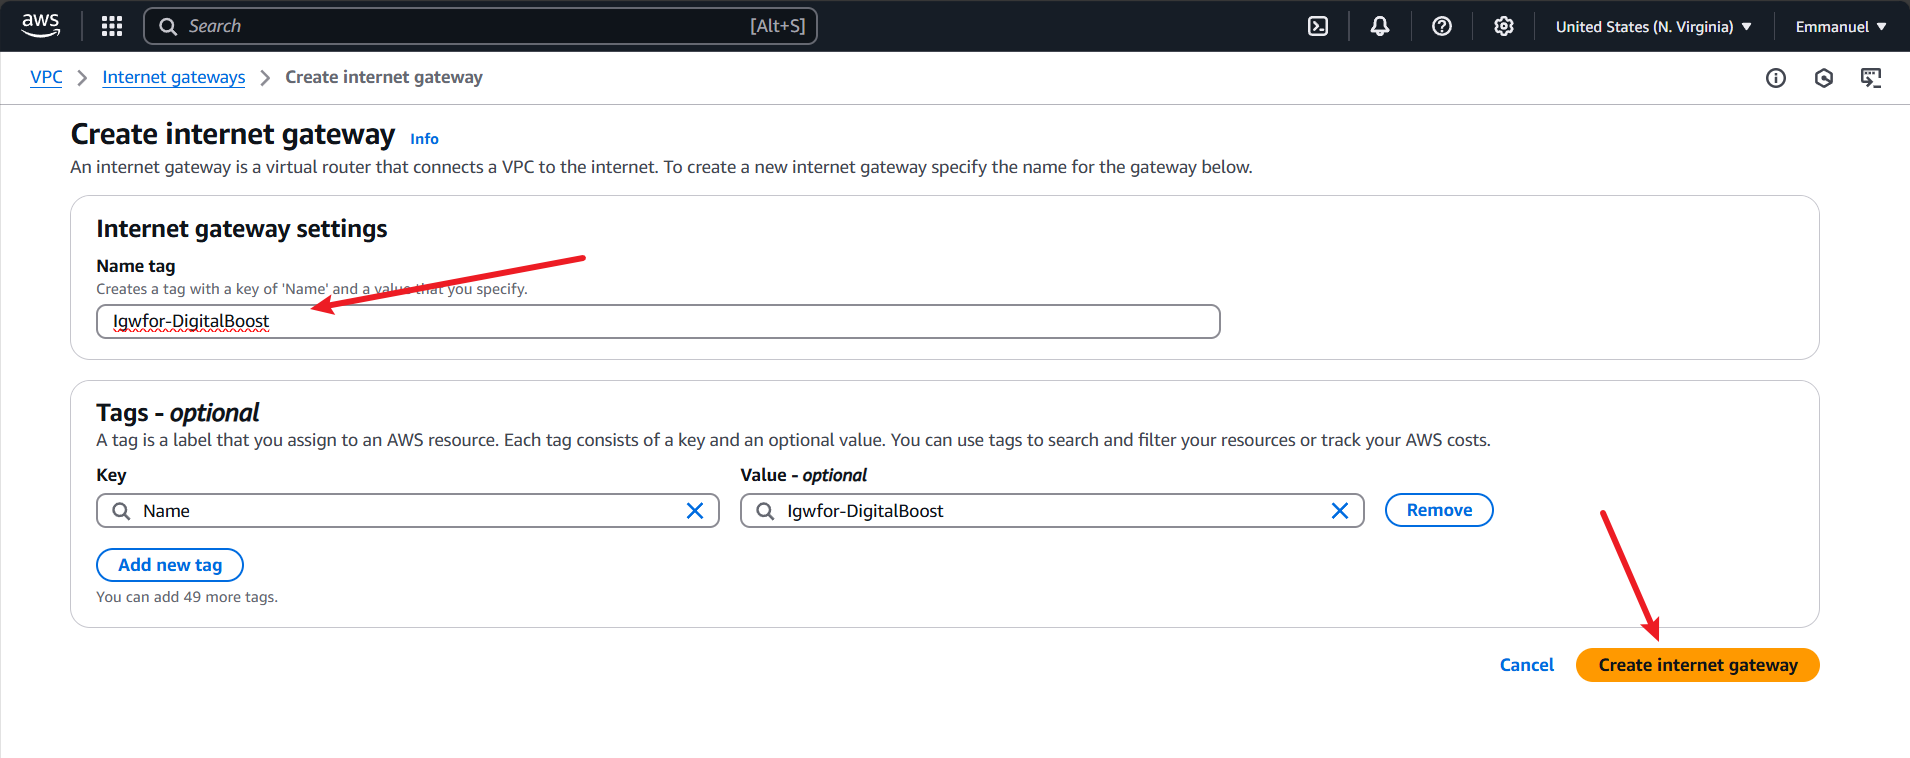 aws
Search [Alt+S]
United States (N. Virginia)
Emmanuel
VPC
Internet gateways
Create internet gateway
Create internet gateway Info
An internet gateway is a virtual router that connects a VPC to the internet. To create a new internet gateway specify the name for the gateway below.
Internet gateway settings
Name tag
Creates a tag with a key of 'Name' and a value that you specify.
Igwfor-DigitalBoost
Tags - optional
A tag is a label that you assign to an AWS resource. Each tag consists of a key and an optional value. You can use tags to search and filter your resources or track your AWS costs.
Key
Value - optional
Name
Igwfor-DigitalBoost
Remove
Add new tag
You can add 49 more tags.
Cancel
Create internet gateway